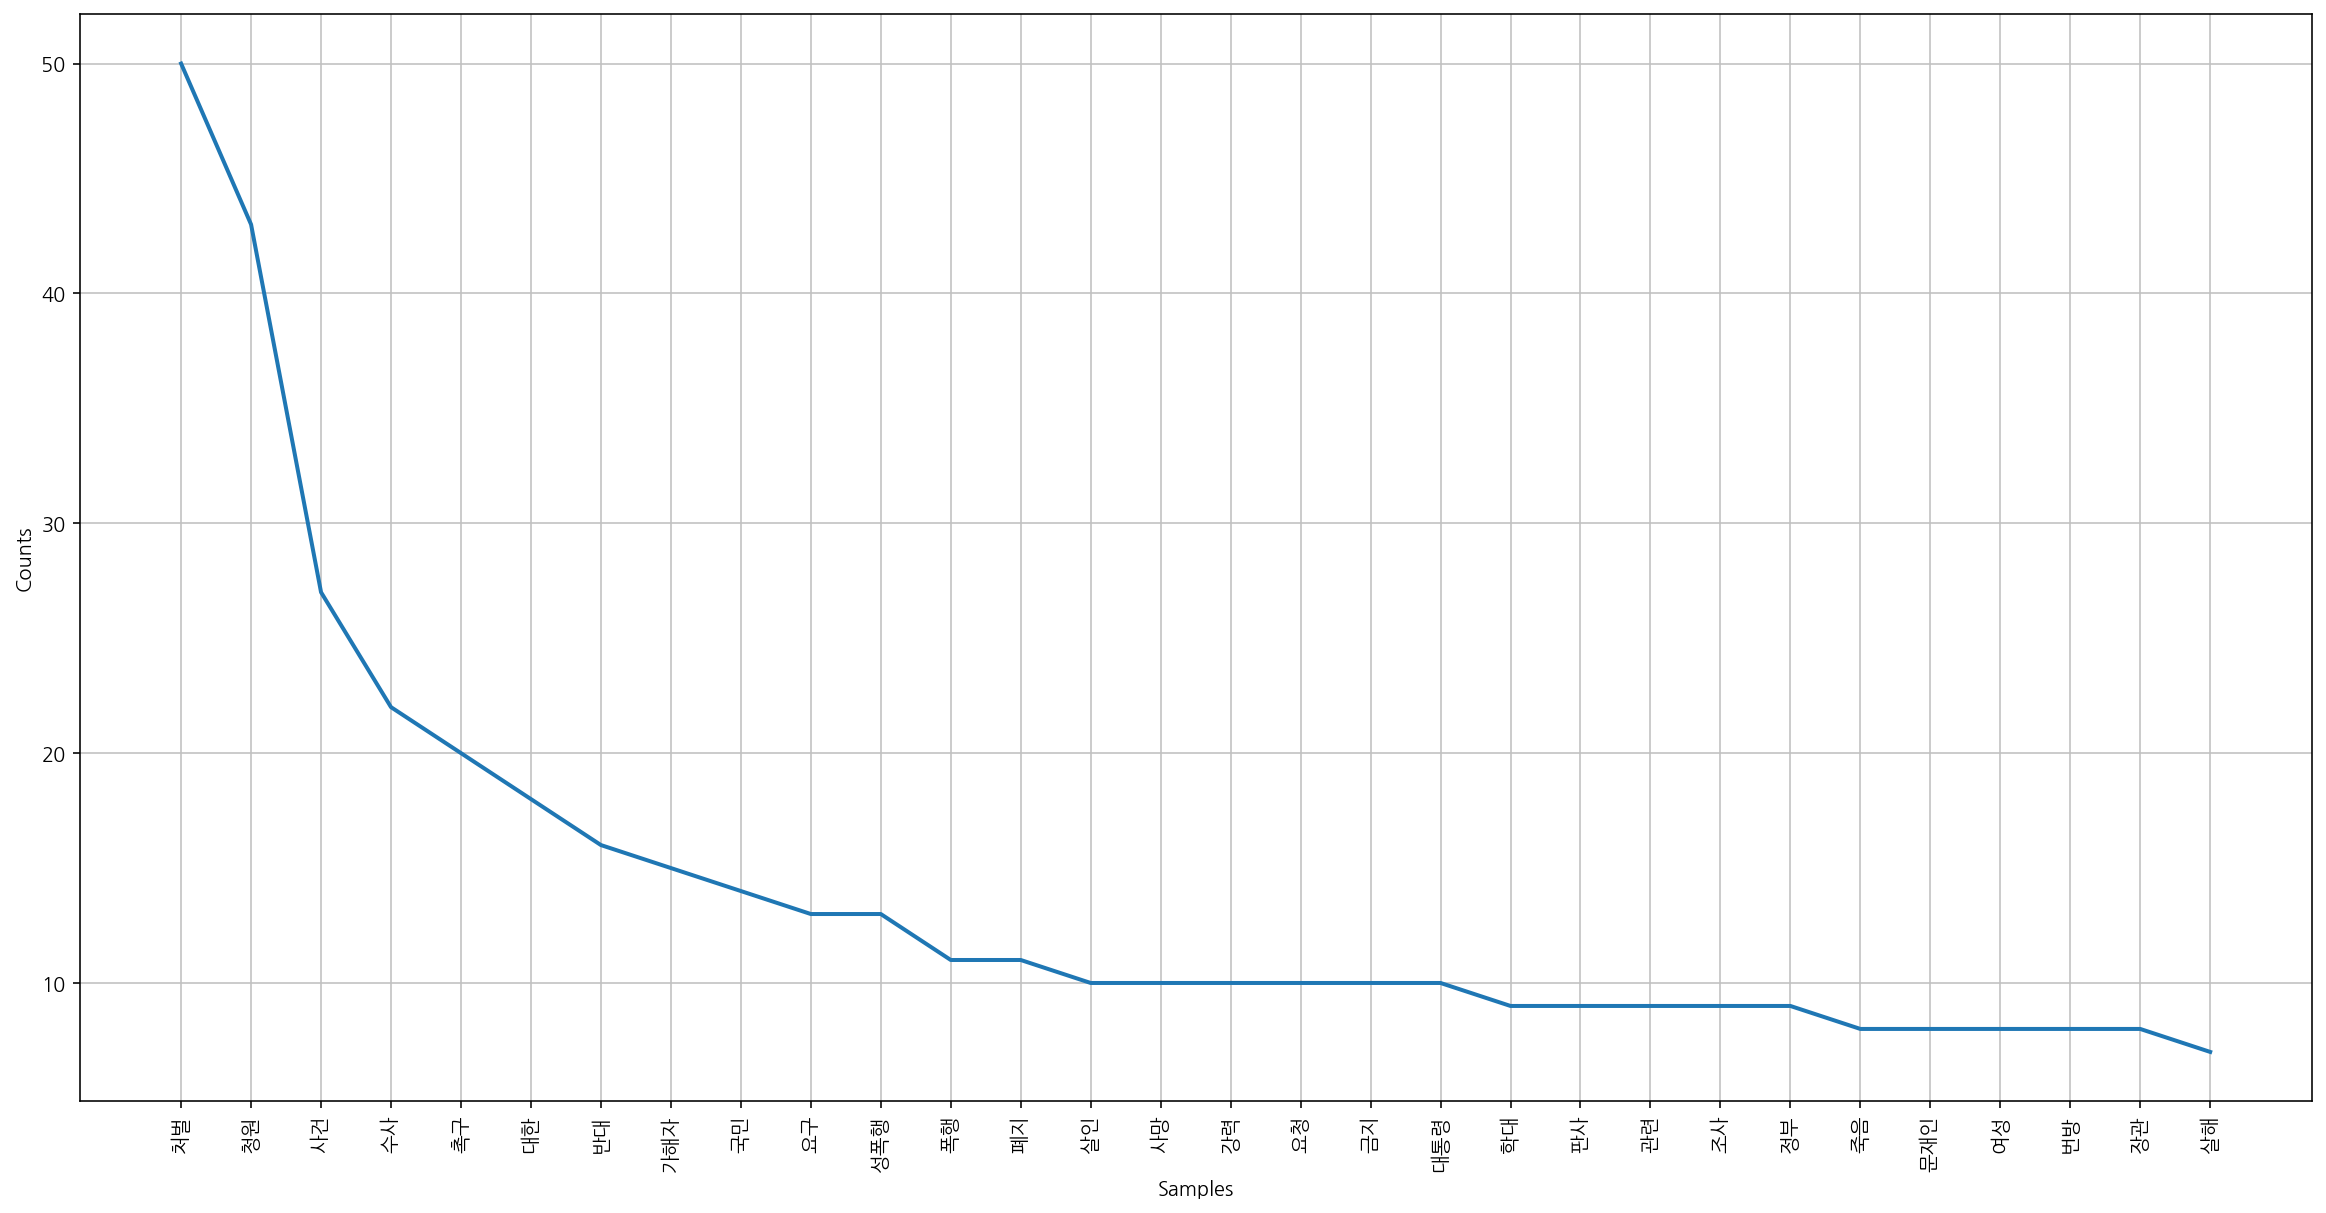 50
40
30
20
10
Counts
처벌
청원
사건
수사
촉구
대한
반대
가해자
국민
요구
성폭행
폭행
폐지
살인
사망
강력
요청
금지
대통령
학대
판사
관련
조사
정부
죽음
문재인
여성
번방
장관
살해
Samples